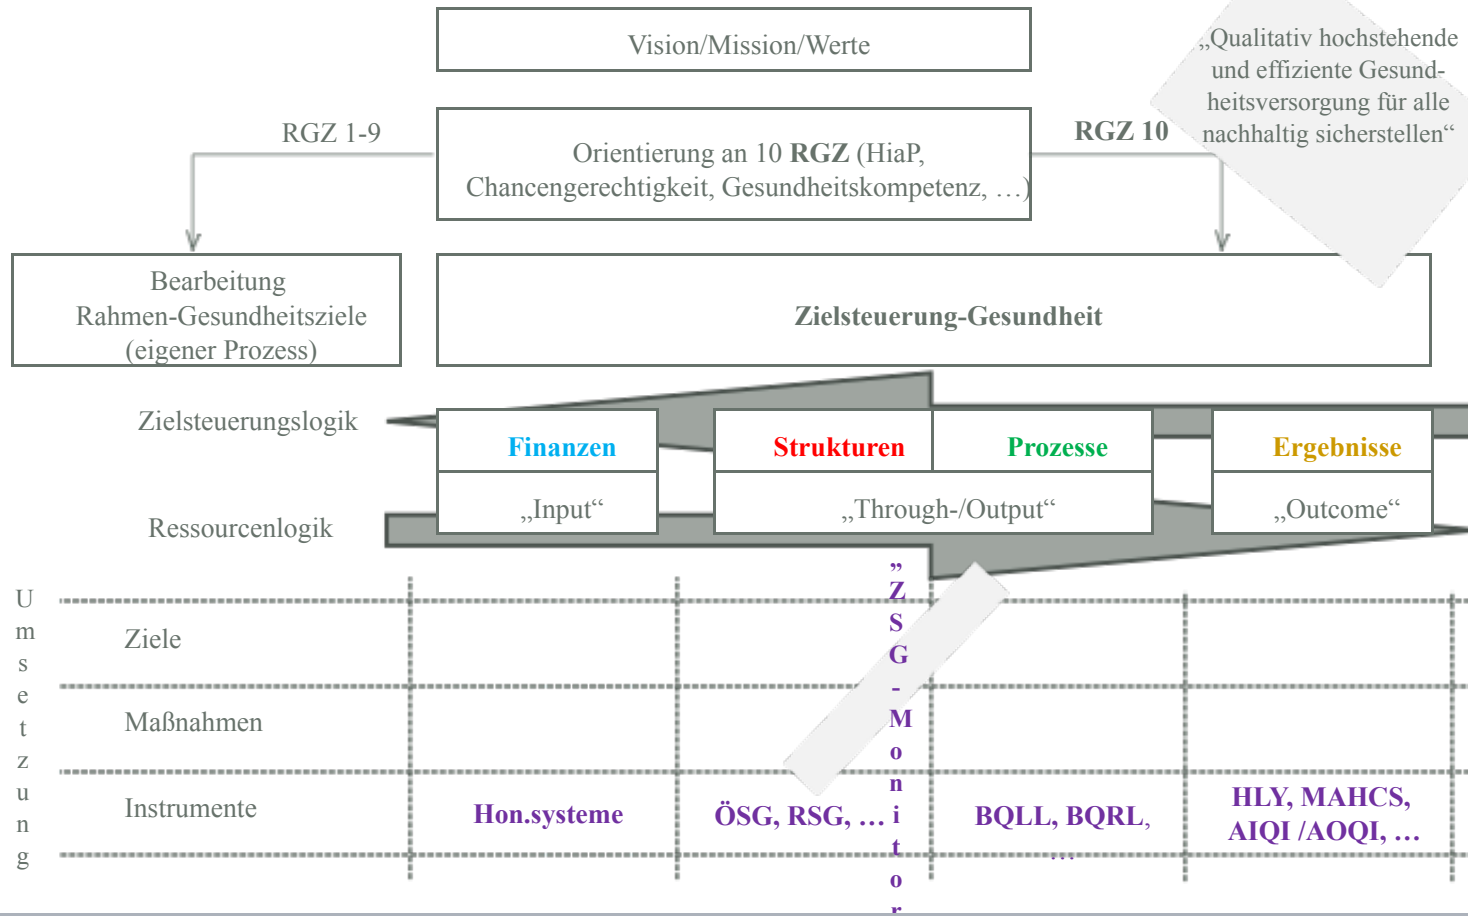 Vision/Mission/Werte
„Qualitativ hochstehende
und effiziente Gesund-
heitsversorgung für alle
nachhaltig sicherstellen“
RGZ 1-9
Orientierung an 10 RGZ (HiaP,
Chancengerechtigkeit, Gesundheitskompetenz, …)
RGZ 10
Bearbeitung
Rahmen-Gesundheitsziele
(eigener Prozess)
Zielsteuerung-Gesundheit
Zielsteuerungslogik
Finanzen
Strukturen
Prozesse
Ergebnisse
Ressourcenlogik
„Input“
„Through-/Output“
„Outcome“
Umsetzung
Ziele
Maßnahmen
Instrumente
Hon.systeme
ÖSG, RSG, …
„ZSG-Monitor
BQLL, BQRL,
…
HLY, MAHCS,
AIQI /AOQI, …